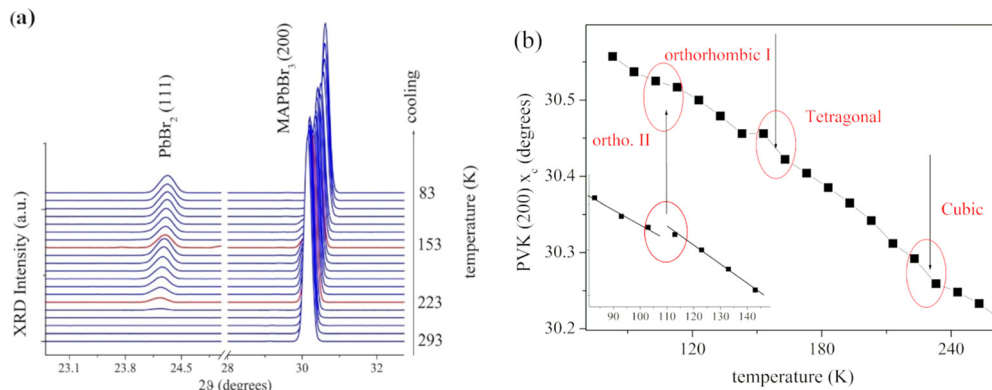 (a)
PbBr2 (111)
MAPbBr3 (200)
cooling
83
153
223
293
temperature (K)
XRD Intensity (a.u.)
23.1 23.8 24.5 28 30 32
2θ (degrees)
(b)
orthorhombic I
Tetragonal
ortho. II
Cubic
PVK (200) xc (degrees)
30.5
30.4
30.3
30.2
80 90 100 110 120 130 140
120 180 240
temperature (K)